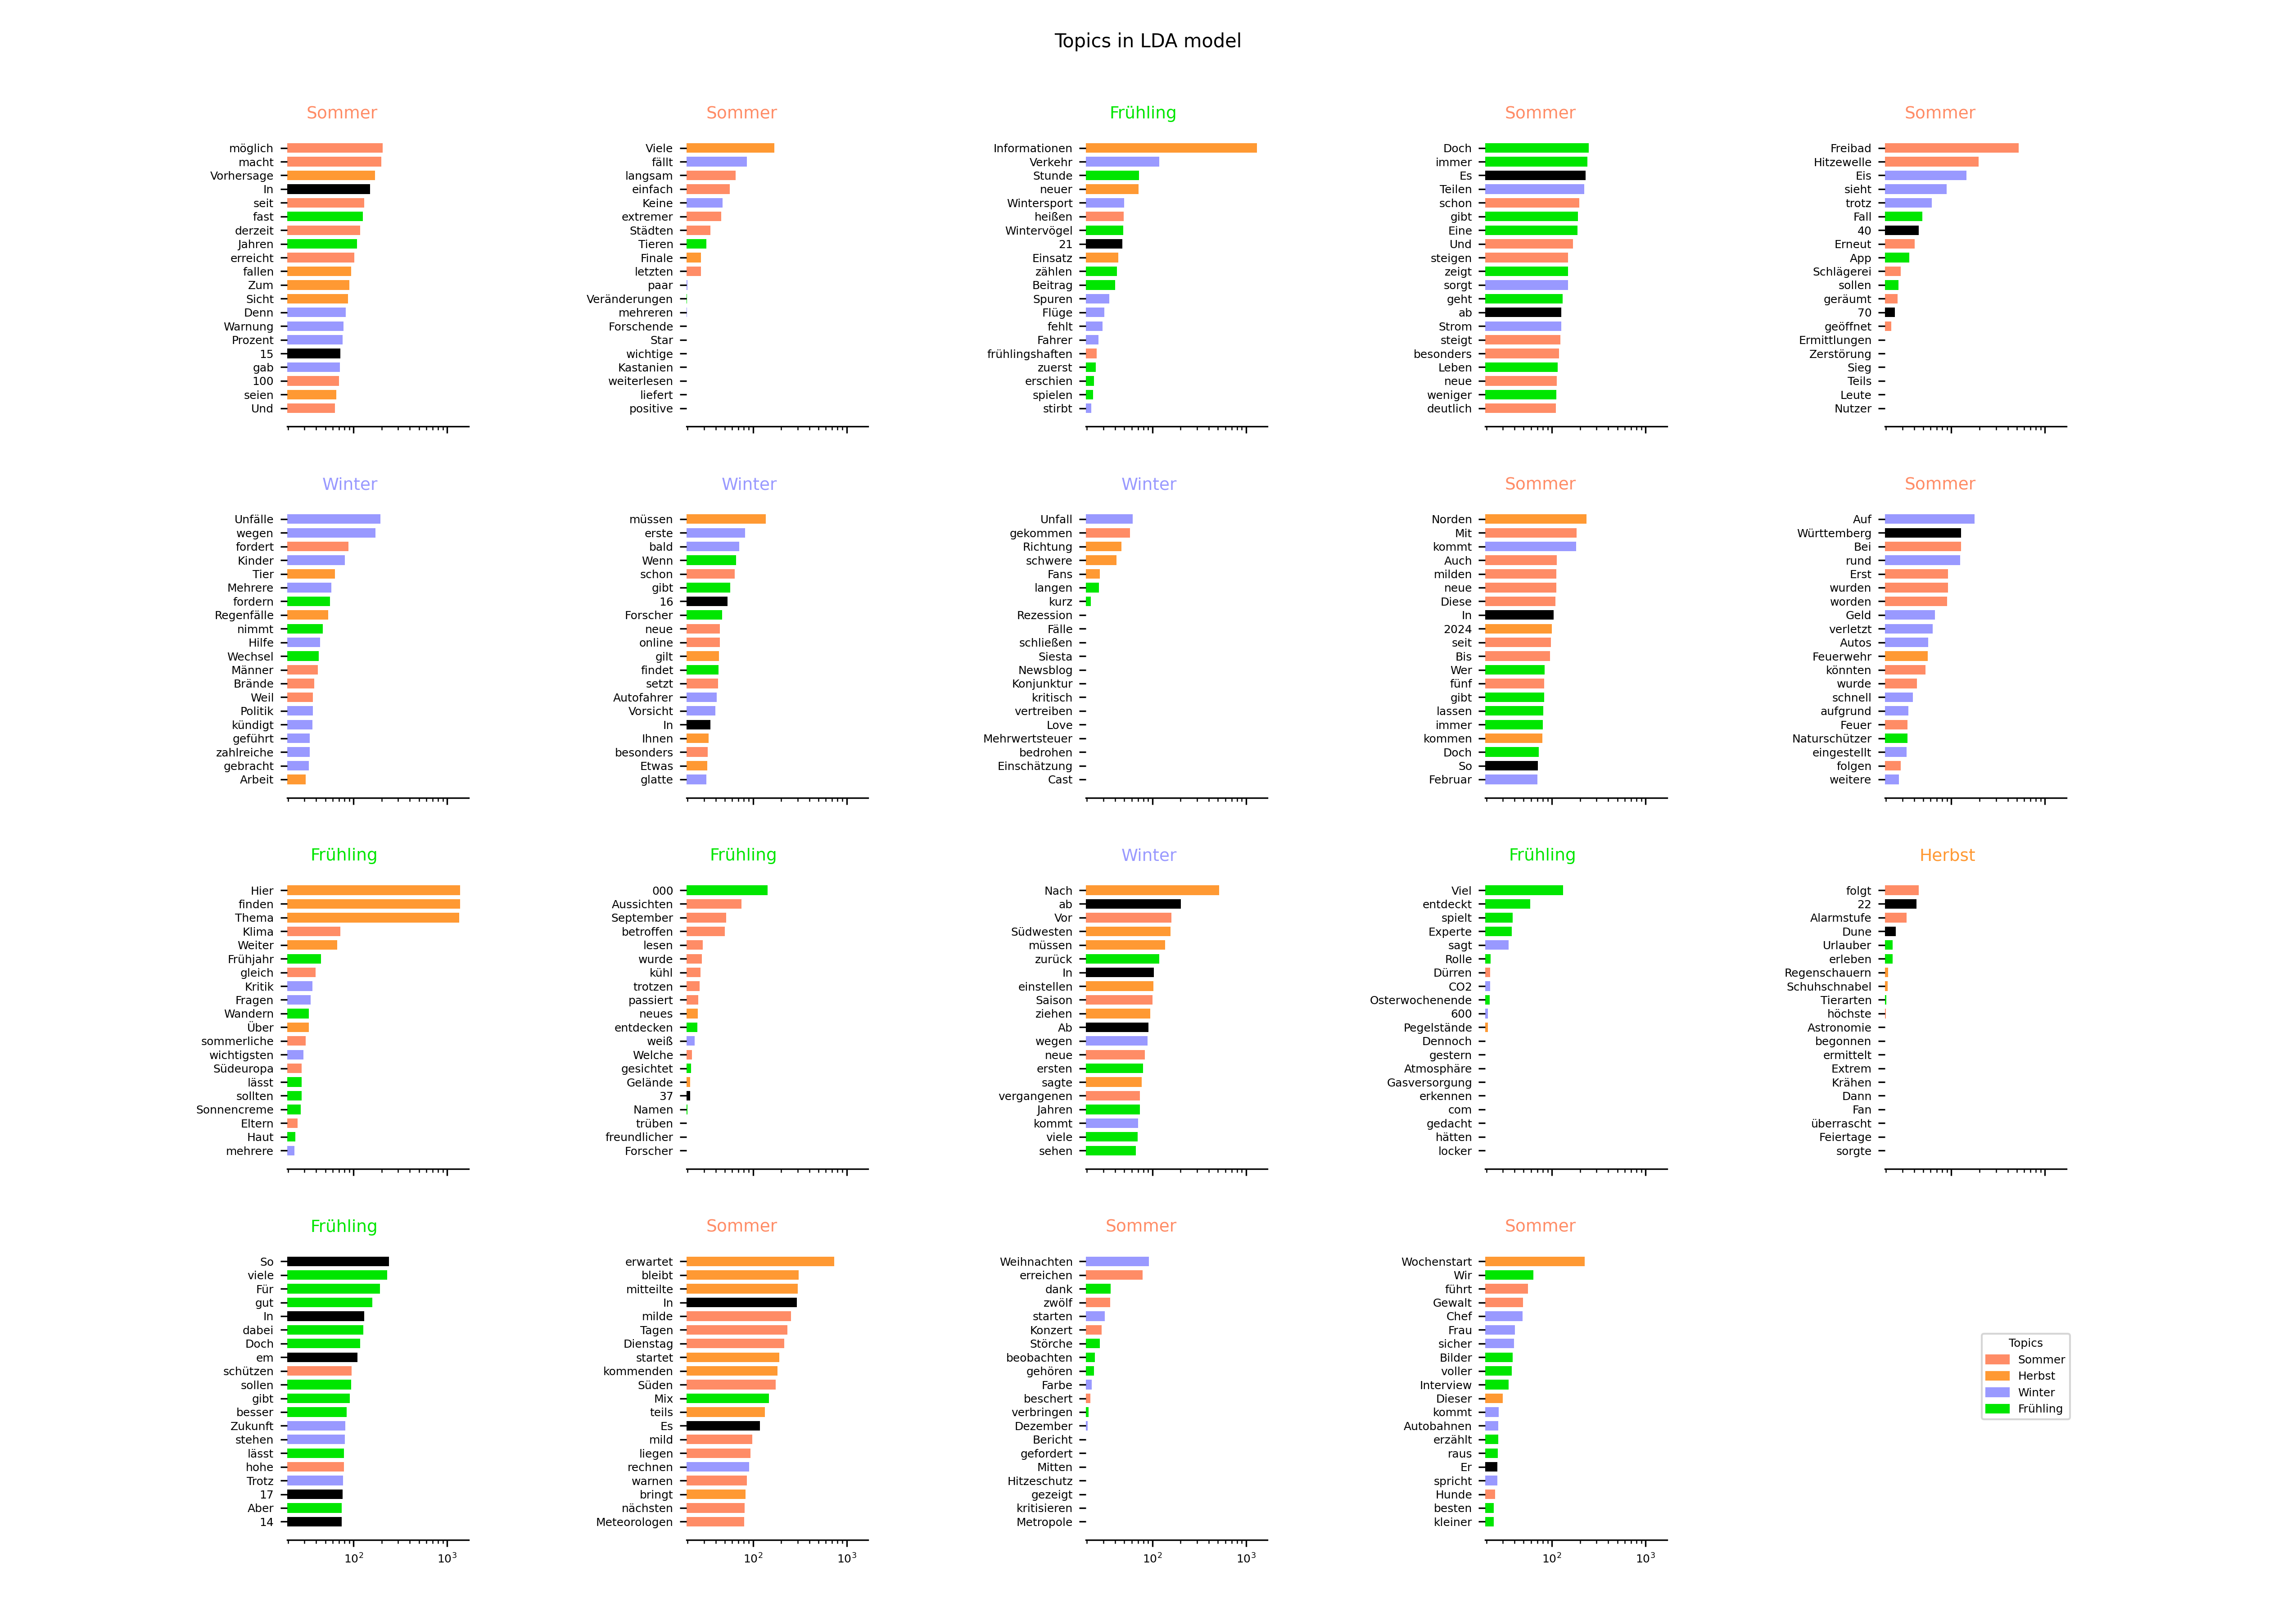 Topics in LDA model
Sommer
möglich
macht
Vorhersage
In
seit
fast
derzeit
Jahren
erreicht
fallen
Zum
Sicht
Denn
Warnung
Prozent
15
gab
100
seien
Und
Sommer
Viele
fällt
langsam
einfach
Keine
extremer
Städten
Tieren
Finale
letzten
paar
Veränderungen
mehreren
Forschende
Star
wichtige
Kastanien
weiterlesen
liefert
positive
Frühling
Informationen
Verkehr
Stunde
neuer
Wintersport
heißen
Wintervögel
21
Einsatz
zählen
Beitrag
Spuren
Flüge
fehlt
Fahrer
frühlingshaften
zuerst
erschien
spielen
stirbt
Sommer
Doch
immer
Es
Teilen
schon
gibt
Eine
Und
steigen
zeigt
sorgt
geht
ab
Strom
steigt
besonders
Leben
neue
weniger
deutlich
Sommer
Freibad
Hitzewelle
Eis
sieht
trotz
Fall
40
Erneut
App
Schlägerei
sollen
geräumt
70
geöffnet
Ermittlungen
Zerstörung
Sieg
Teils
Leute
Nutzer
Winter
Unfälle
wegen
fordert
Kinder
Tier
Mehrere
fordern
Regenfälle
nimmt
Hilfe
Wechsel
Männer
Brände
Weil
Politik
kündigt
geführt
zahlreiche
gebracht
Arbeit
Winter
müssen
erste
bald
Wenn
schon
gibt
16
Forscher
neue
online
gilt
findet
setzt
Autofahrer
Vorsicht
In
Ihnen
besonders
Etwas
glatte
Winter
Unfall
gekommen
Richtung
schwere
Fans
langen
kurz
Rezession
Fälle
schließen
Siesta
Newsblog
Konjunktur
kritisch
vertreiben
Love
Mehrwertsteuer
bedrohen
Einschätzung
Cast
Sommer
Norden
Mit
kommt
Auch
milden
neue
Diese
In
2024
seit
Bis
Wer
fünf
gibt
lassen
immer
kommen
Doch
So
Februar
Sommer
Auf
Württemberg
Bei
rund
Erst
wurden
worden
Geld
verletzt
Autos
Feuerwehr
könnten
wurde
schnell
aufgrund
Feuer
Naturschützer
eingestellt
folgen
weitere
Frühling
Hier
finden
Thema
Klima
Weiter
Frühjahr
gleich
Kritik
Fragen
Wandern
Über
sommerliche
wichtigsten
Südeuropa
lässt
sollten
Sonnencreme
Eltern
Haut
mehrere
Frühling
000
Aussichten
September
betroffen
lesen
wurde
kühl
trotzen
passiert
neues
entdecken
weiß
Welche
gesichtet
Gelände
37
Namen
trüben
freundlicher
Forscher
Winter
Nach
ab
Vor
Südwesten
müssen
zurück
In
einstellen
Saison
ziehen
Ab
wegen
neue
ersten
sagte
vergangenen
Jahren
kommt
viele
sehen
Frühling
Viel
entdeckt
spielt
Experte
sagt
Rolle
Dürren
CO2
Osterwochenende
600
Pegelstände
Dennoch
gestern
Atmosphäre
Gasversorgung
erkennen
com
gedacht
hätten
locker
Herbst
folgt
22
Alarmstufe
Dune
Urlauber
erleben
Regenschauern
Schuhschnabel
Tierarten
höchste
Astronomie
begonnen
ermittelt
Extrem
Krähen
Dann
Fan
überrascht
Feiertage
sorgte
Frühling
So
viele
Für
gut
In
dabei
Doch
em
schützen
sollen
gibt
besser
Zukunft
stehen
lässt
hohe
Trotz
17
Aber
14
10² 10³
Sommer
erwartet
bleibt
mitteilte
In
milde
Tagen
Dienstag
startet
kommenden
Süden
Mix
teils
Es
mild
liegen
rechnen
warnen
bringt
nächsten
Meteorologen
10² 10³
Sommer
Weihnachten
erreichen
dank
zwölf
starten
Konzert
Störche
beobachten
gehören
Farbe
beschert
verbringen
Dezember
Bericht
gefordert
Mitten
Hitzeschutz
gezeigt
kritisieren
Metropole
10² 10³
Sommer
Wochenstart
Wir
führt
Gewalt
Chef
Frau
sicher
Bilder
voller
Interview
Dieser
kommt
Autobahnen
erzählt
raus
Er
spricht
Hunde
besten
kleiner
10² 10³
Topics
Sommer
Herbst
Winter
Frühling